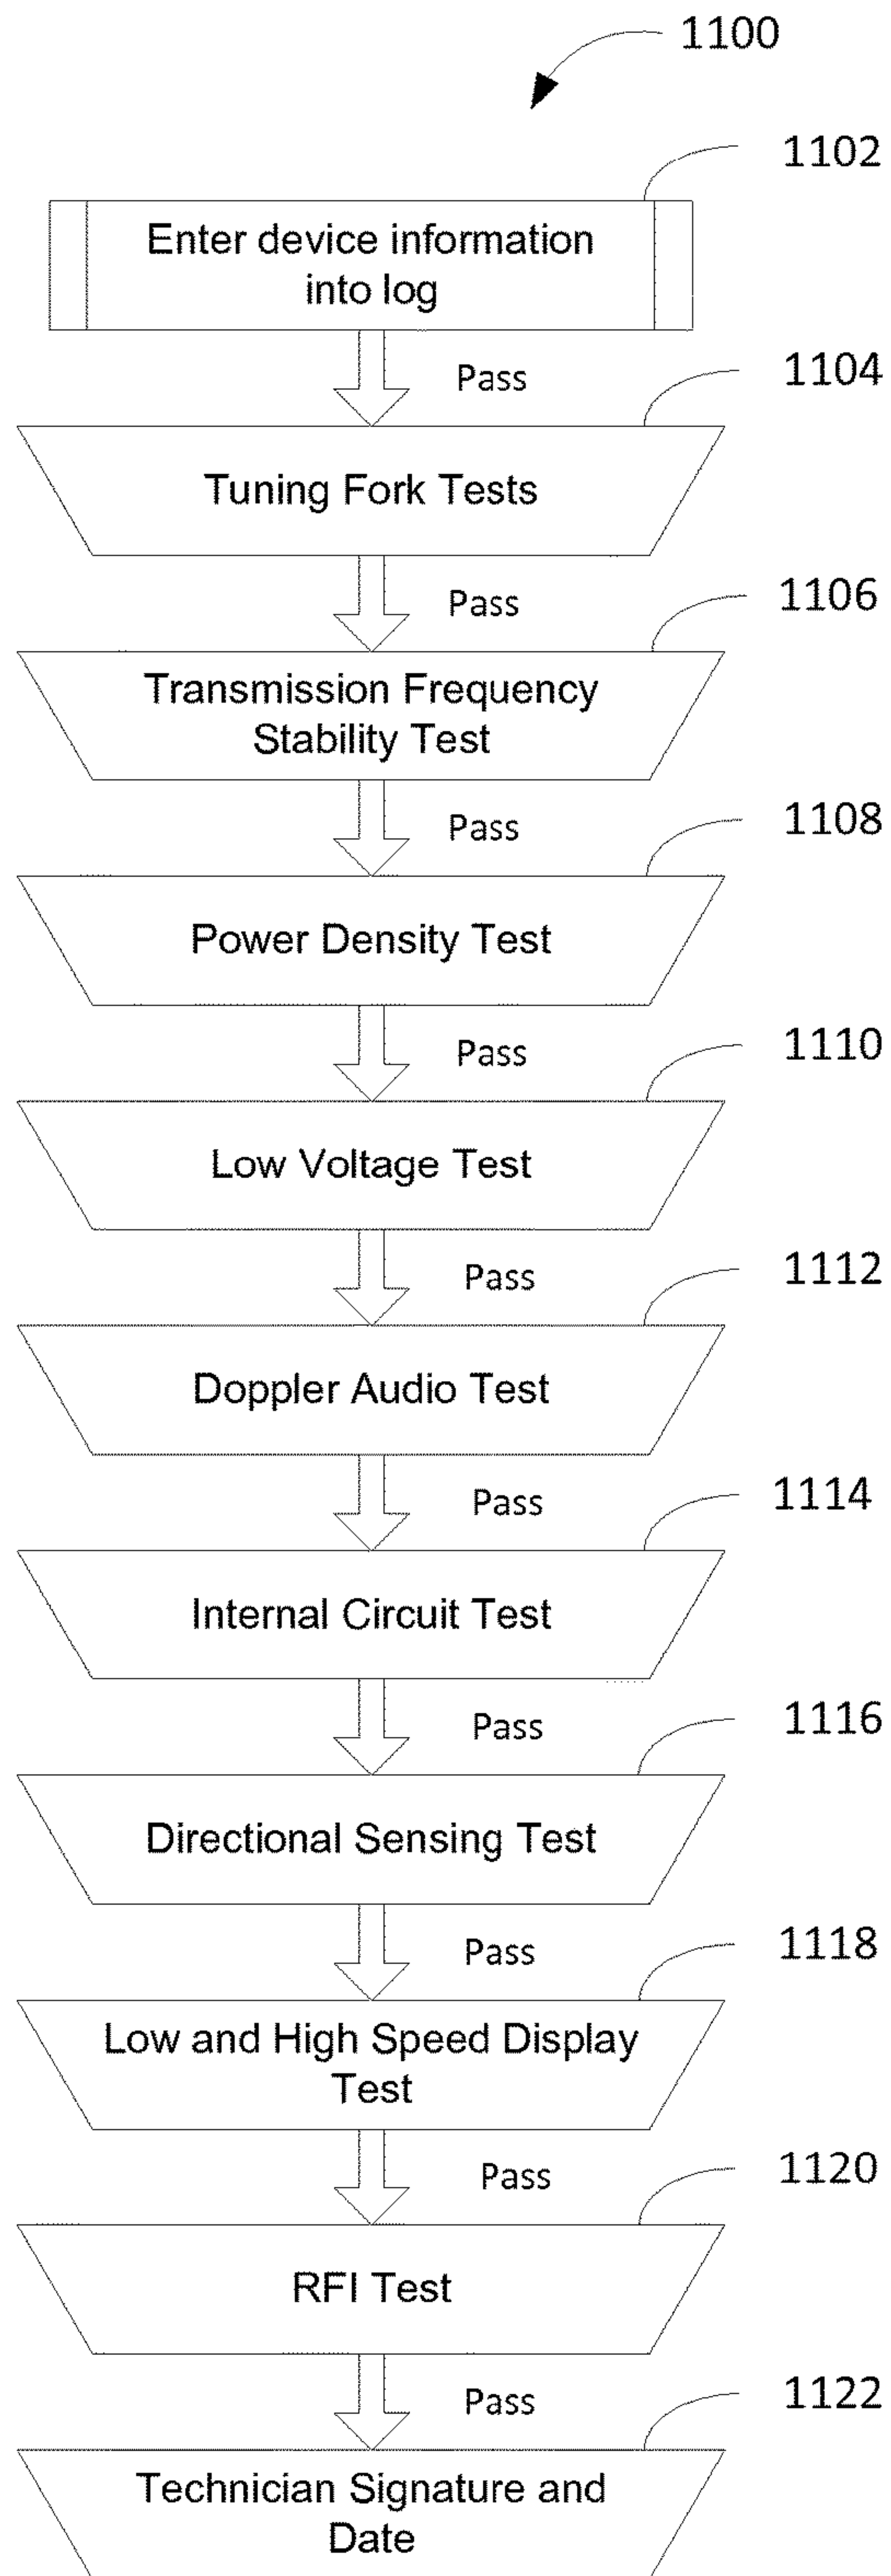 1100
1102
Enter device information
into log
Pass
1104
Tuning Fork Tests
Pass
1106
Transmission Frequency
Stability Test
Pass
1108
Power Density Test
Pass
1110
Low Voltage Test
Pass
1112
Doppler Audio Test
Pass
1114
Internal Circuit Test
Pass
1116
Directional Sensing Test
Pass
1118
Low and High Speed Display
Test
Pass
1120
RFI Test
Pass
1122
Technician Signature and
Date